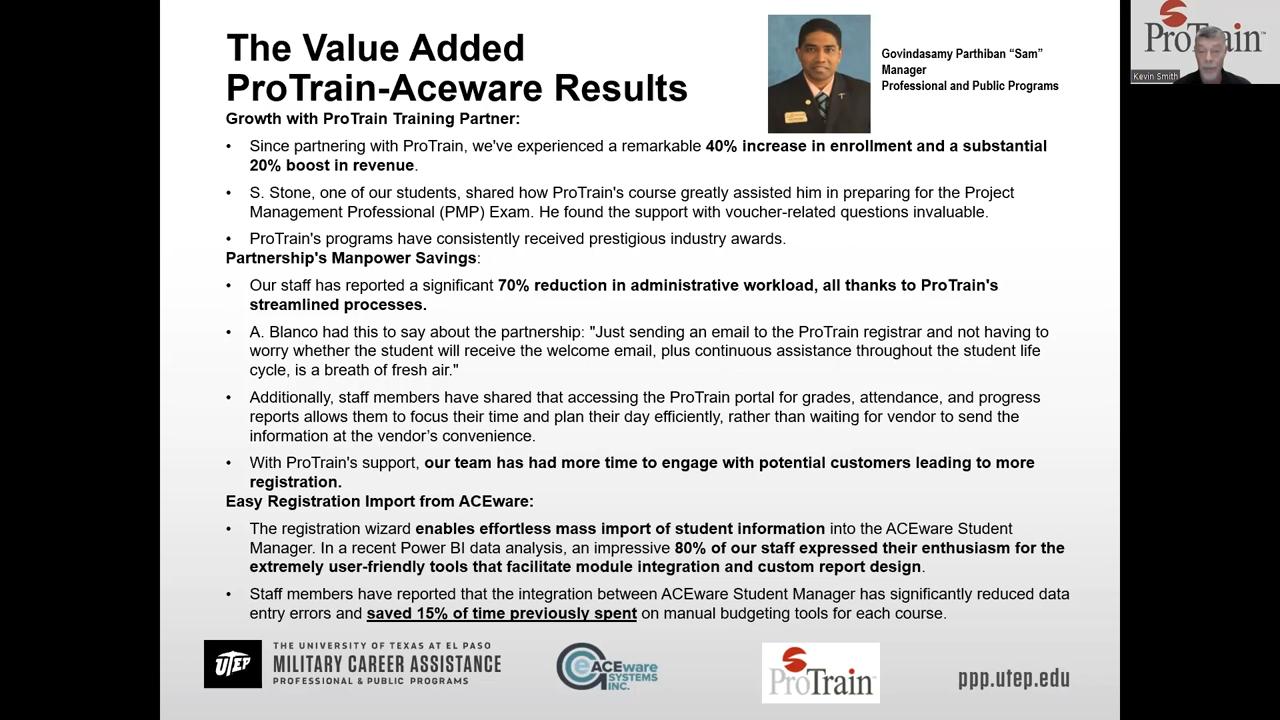 The Value Added
ProTrain-Aceware Results
Govindasamy Parthiban “Sam”
Manager
Professional and Public Programs
ProTrain™
Kevin Smith
Growth with ProTrain Training Partner:
• Since partnering with ProTrain, we've experienced a remarkable 40% increase in enrollment and a substantial
20% boost in revenue.
• S. Stone, one of our students, shared how ProTrain's course greatly assisted him in preparing for the Project
Management Professional (PMP) Exam. He found the support with voucher-related questions invaluable.
• ProTrain's programs have consistently received prestigious industry awards.
Partnership's Manpower Savings:
• Our staff has reported a significant 70% reduction in administrative workload, all thanks to ProTrain's
streamlined processes.
• A. Blanco had this to say about the partnership: "Just sending an email to the ProTrain registrar and not having to
worry whether the student will receive the welcome email, plus continuous assistance throughout the student life
cycle, is a breath of fresh air."
• Additionally, staff members have shared that accessing the ProTrain portal for grades, attendance, and progress
reports allows them to focus their time and plan their day efficiently, rather than waiting for vendor to send the
information at the vendor’s convenience.
• With ProTrain's support, our team has had more time to engage with potential customers leading to more
registration.
Easy Registration Import from ACEware:
• The registration wizard enables effortless mass import of student information into the ACEware Student
Manager. In a recent Power BI data analysis, an impressive 80% of our staff expressed their enthusiasm for the
extremely user-friendly tools that facilitate module integration and custom report design.
• Staff members have reported that the integration between ACEware Student Manager has significantly reduced data
entry errors and saved 15% of time previously spent on manual budgeting tools for each course.
UTEP
THE UNIVERSITY OF TEXAS AT EL PASO
MILITARY CAREER ASSISTANCE
PROFESSIONAL & PUBLIC PROGRAMS
ACEware
SYSTEMS
INC.
ProTrain™
ppp.utep.edu